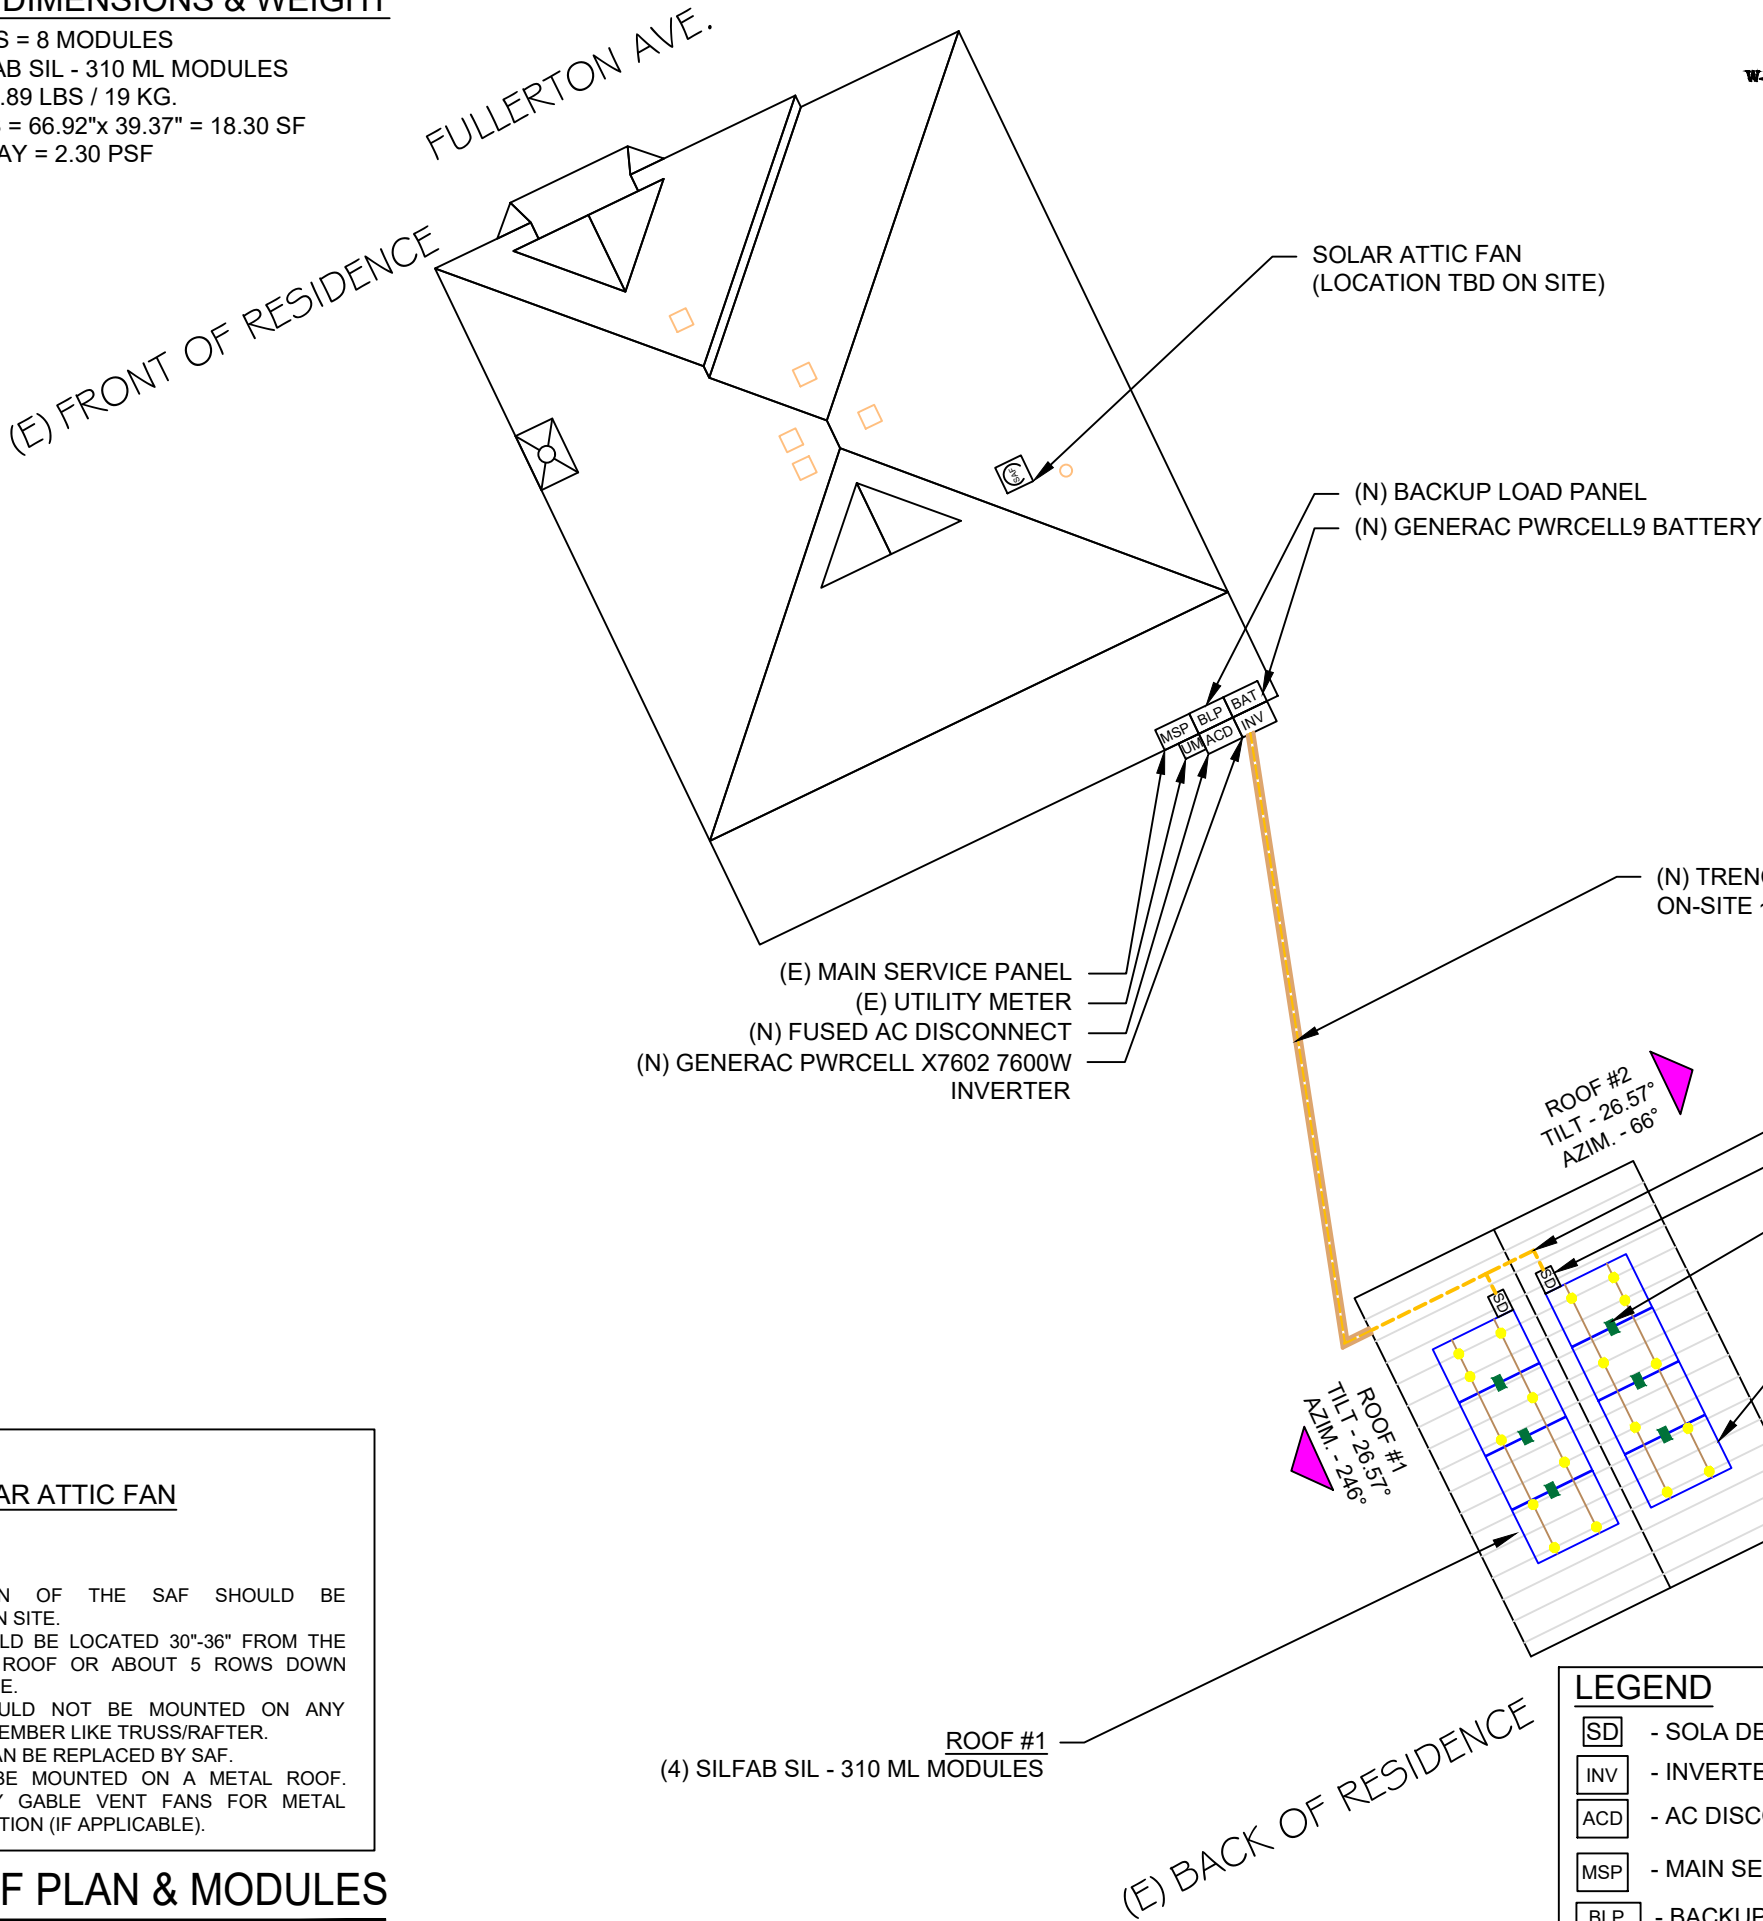 DIMENSIONS & WEIGHT
S = 8 MODULES
AB SIL - 310 ML MODULES
.89 LBS / 19 KG.
= 66.92"x 39.37" = 18.30 SF
AY = 2.30 PSF
FULLERTON AVE.
(E) FRONT OF RESIDENCE
W
SOLAR ATTIC FAN
(LOCATION TBD ON SITE)
SAF
(N) BACKUP LOAD PANEL
(N) GENERAC PWRCELL9 BATTERY
MSP BLP BAT
UM ACD INV
(N) TREN
ON-SITE
(E) MAIN SERVICE PANEL
(E) UTILITY METER
(N) FUSED AC DISCONNECT
(N) GENERAC PWRCELL X7602 7600W
INVERTER
ROOF #2
TILT - 26.57°
AZIM. - 66°
SD
SD
ROOF #1
TILT - 26.57°
AZIM. - 246°
AR ATTIC FAN
N OF THE SAF SHOULD BE
N SITE.
LD BE LOCATED 30"-36" FROM THE
ROOF OR ABOUT 5 ROWS DOWN
E.
ULD NOT BE MOUNTED ON ANY
EMBER LIKE TRUSS/RAFTER.
AN BE REPLACED BY SAF.
BE MOUNTED ON A METAL ROOF.
Y GABLE VENT FANS FOR METAL
TION (IF APPLICABLE).
F PLAN & MODULES
ROOF #1
(4) SILFAB SIL - 310 ML MODULES
(E) BACK OF RESIDENCE
LEGEND
SD - SOLA DE
INV - INVERTE
ACD - AC DISC
MSP - MAIN SE
BLP - BACKUP